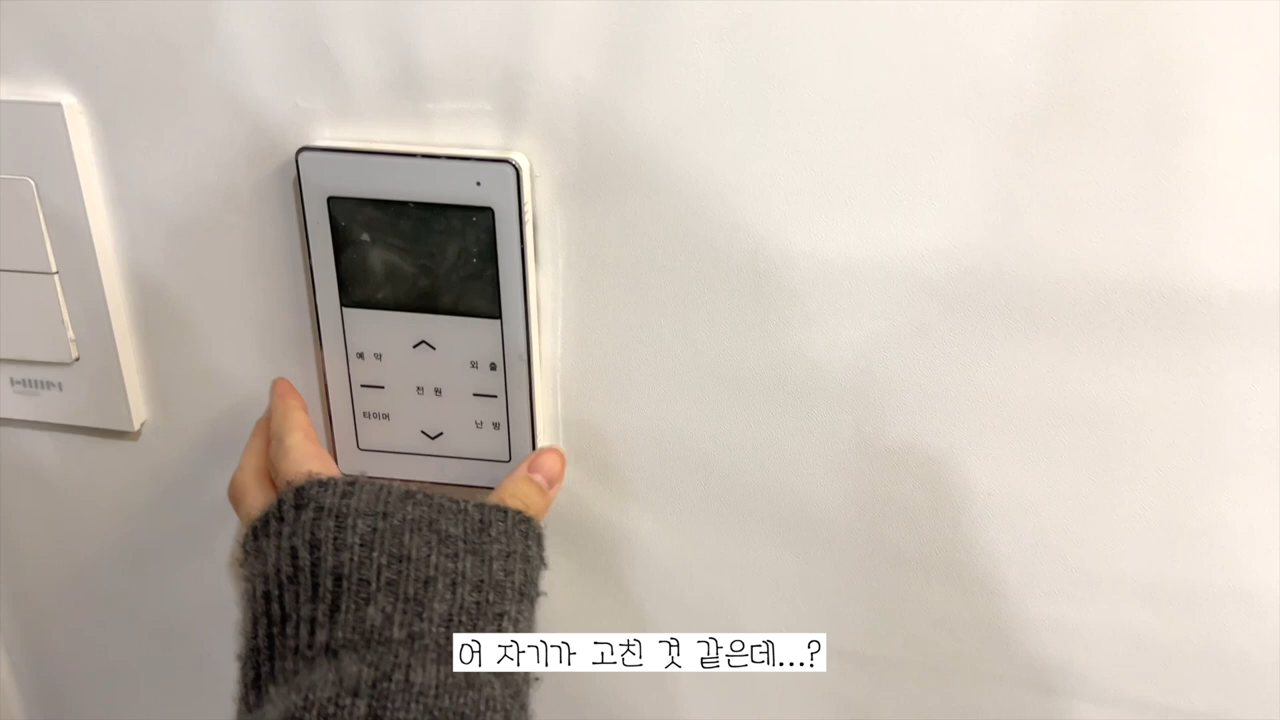 예 약
외 출
전 원
타이머
난 방
어 자기가 고친 것 같은데...?